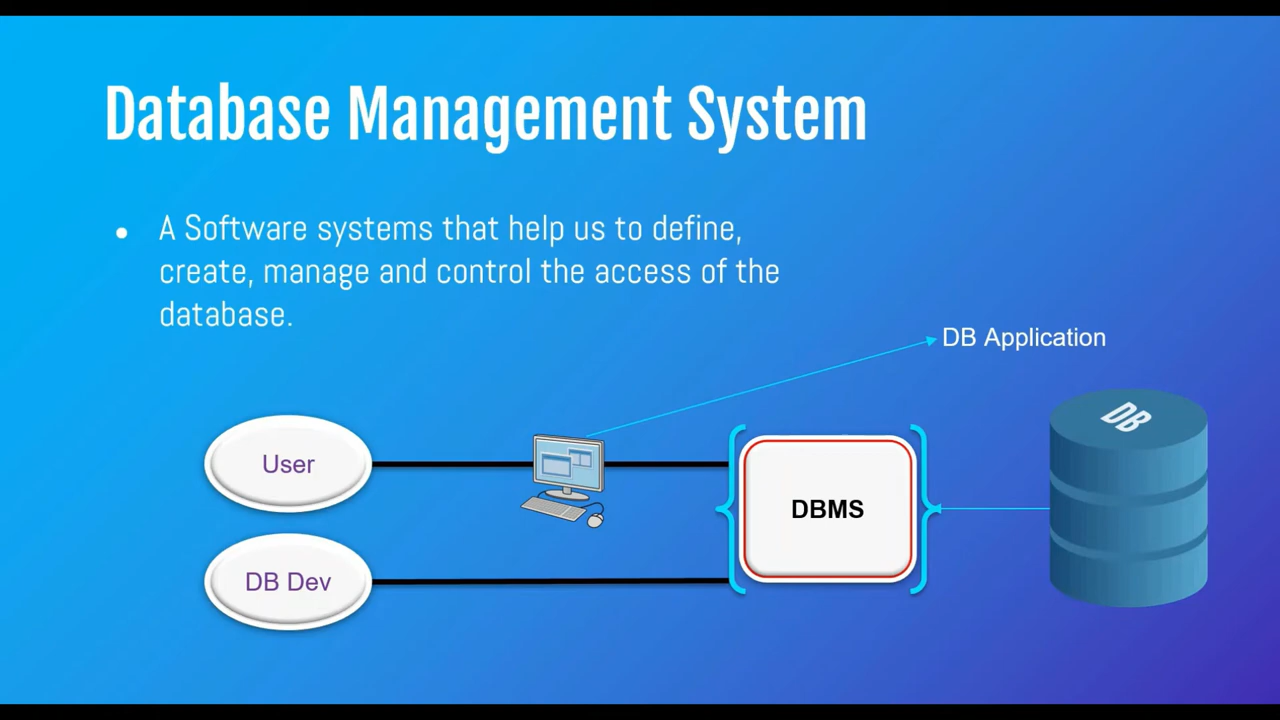 Database Management System
● A Software systems that help us to define,
create, manage and control the access of the
database.
DB Application
DB
User
DBMS
DB Dev